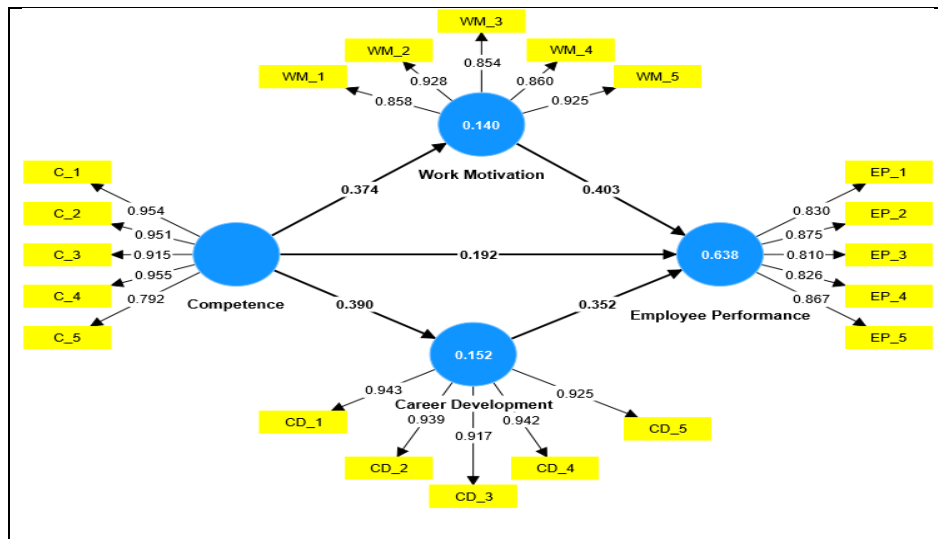 WM_3
WM_2
WM_4
WM_1
WM_5
0.854
0.928
0.860
0.858
0.925
0.140
Work Motivation
C_1
C_2
C_3
C_4
C_5
0.954
0.951
0.915
0.955
0.792
Competence
0.374
0.403
0.192
0.390
0.352
EP_1
EP_2
EP_3
EP_4
EP_5
0.830
0.875
0.810
0.826
0.867
0.638
Employee Performance
0.152
Career Development
0.943
0.939
0.917
0.942
0.925
CD_1
CD_2
CD_3
CD_4
CD_5